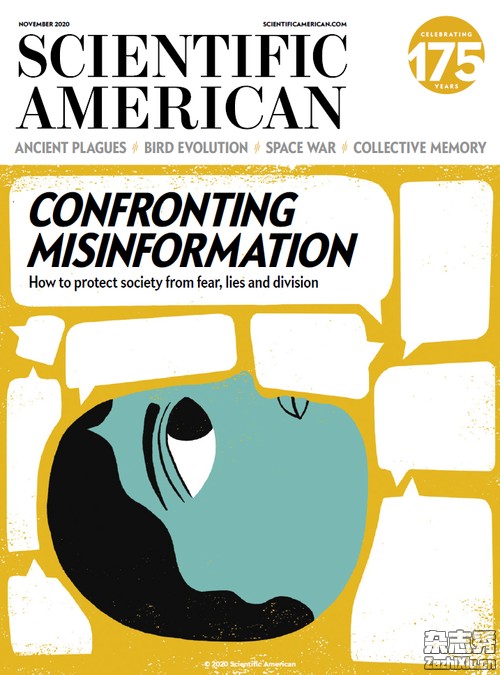 NOVEMBER 2020
SCIENTIFICAMERICAN.COM
SCIENTIFIC
AMERICAN
CELEBRATING
175
YEARS
ANCIENT PLAGUES BIRD EVOLUTION SPACE WAR COLLECTIVE MEMORY
CONFRONTING
MISINFORMATION
How to protect society from fear, lies and division
© 2020 Scientific American
杂志秀
ZazhiXiu.cn